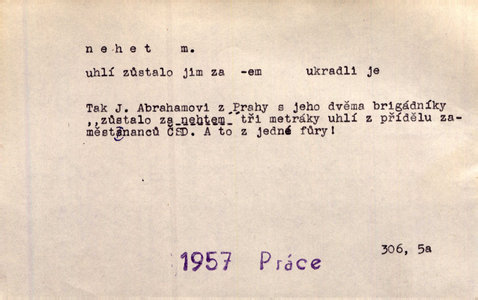 nehet m.
uhlí zůstalo jim za -em ukradli je
Tak J. Abrahamovi z Prahy s jeho dvěma brigádníky
,,zůstalo za nehtem´´ tři metráky uhlí z přídělu za-
městnanců ČSD. A to z jedné fůry!
306, 5a
1957 Práce